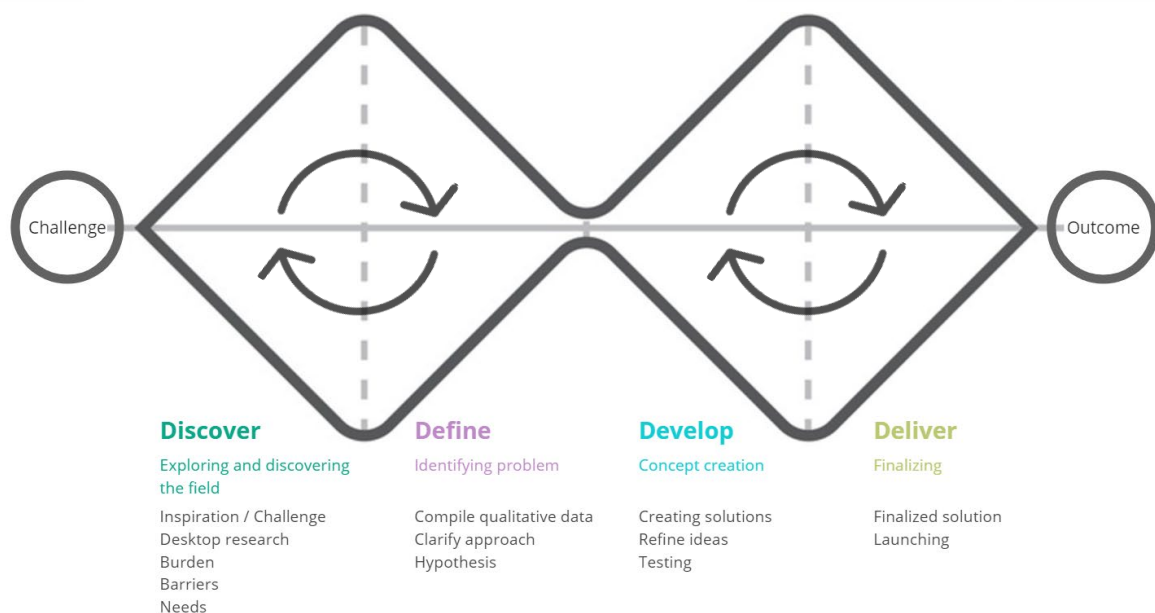 Challenge
Outcome
Discover
Exploring and discovering
the field
Inspiration / Challenge
Desktop research
Burden
Barriers
Needs
Define
Identifying problem
Compile qualitative data
Clarify approach
Hypothesis
Develop
Concept creation
Creating solutions
Refine ideas
Testing
Deliver
Finalizing
Finalized solution
Launching